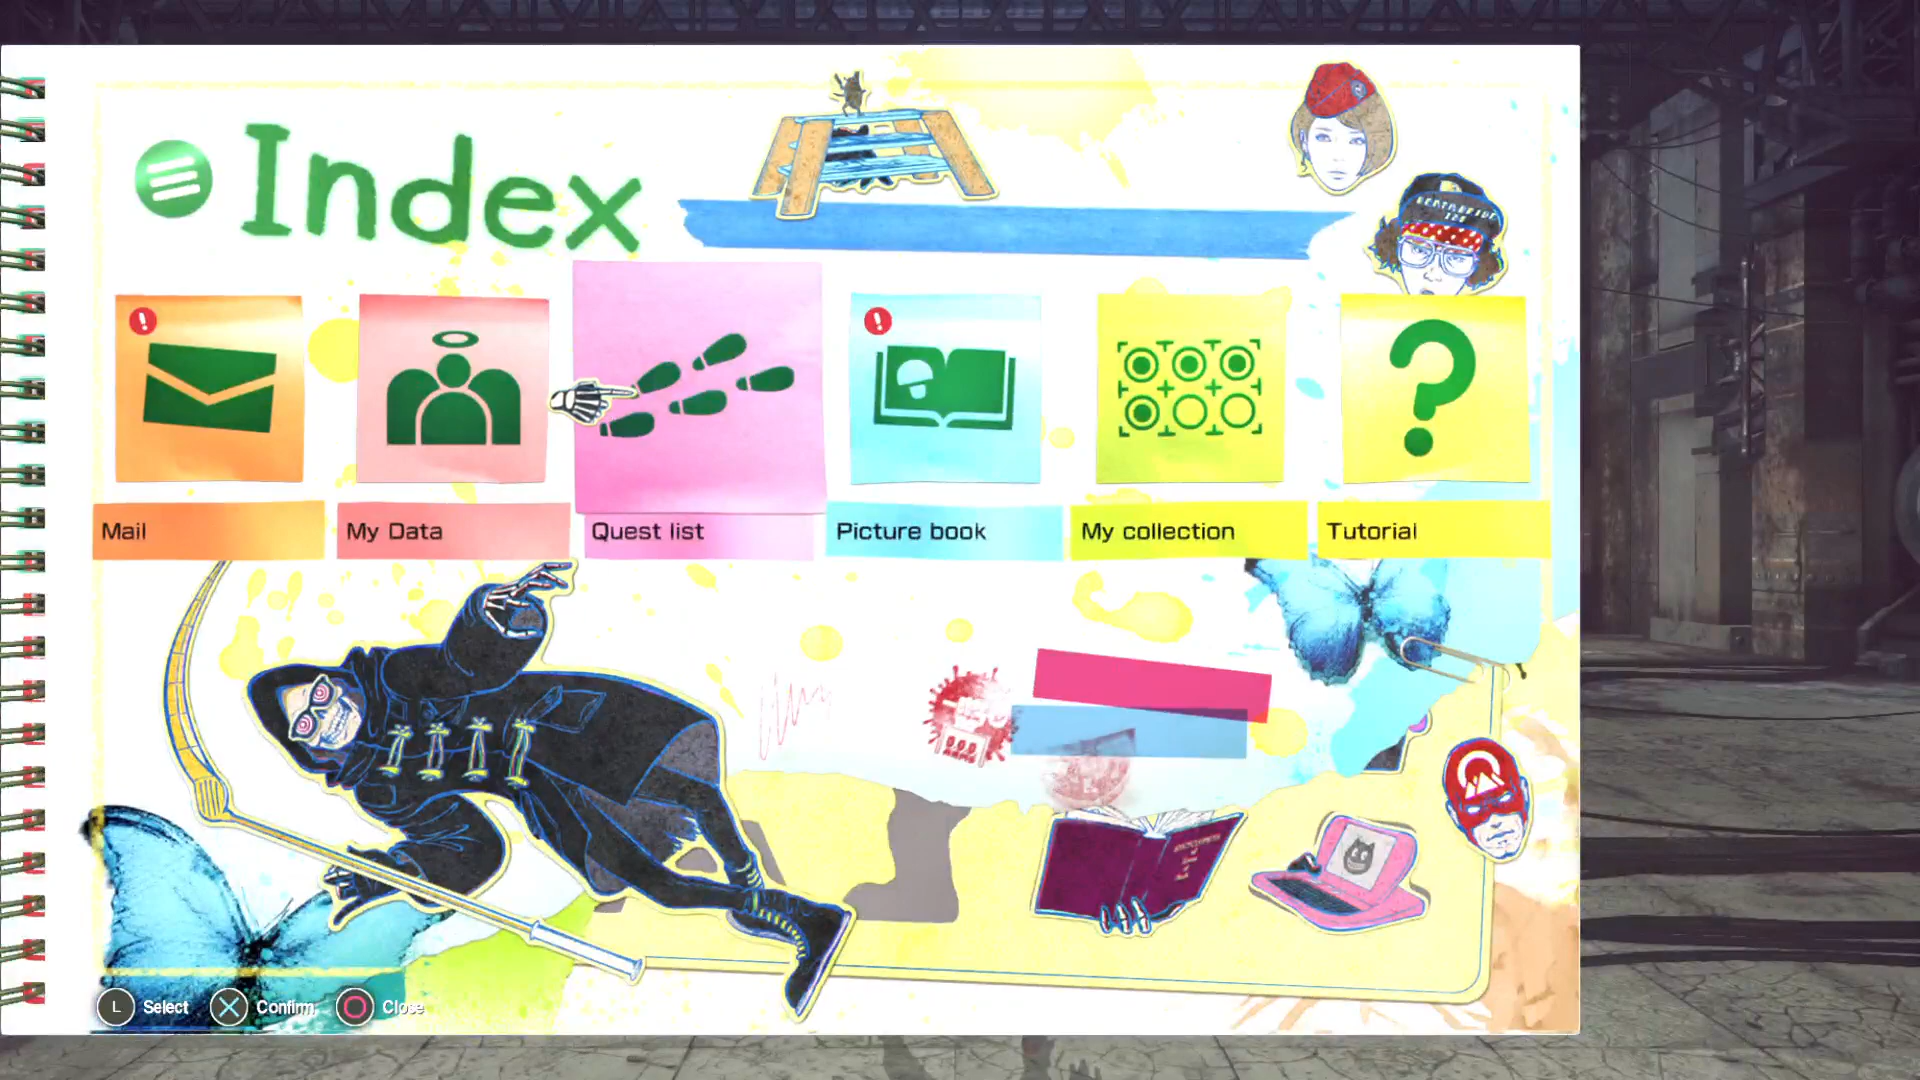 Index
Mail
My Data
Quest list
Picture book
My collection
Tutorial
L Select
Confirm
Close